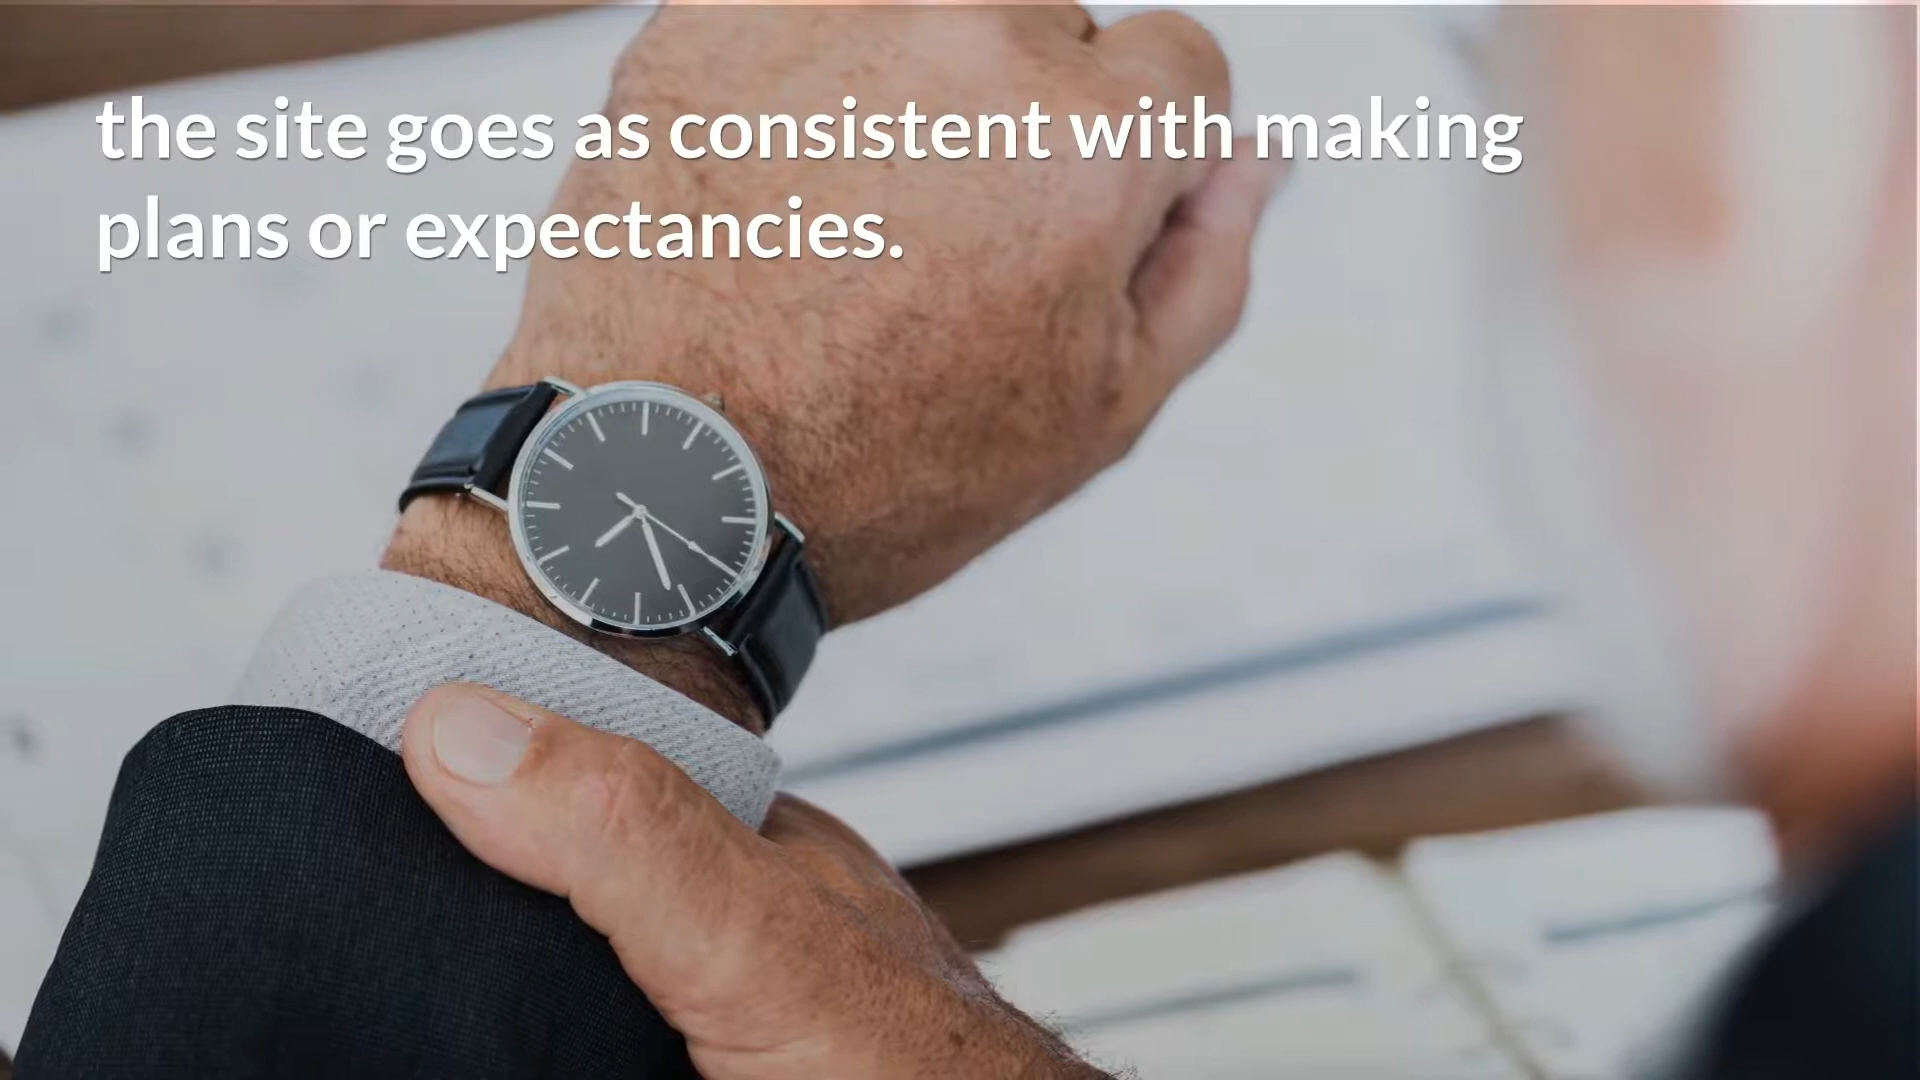 the site goes as consistent with making
plans or expectancies.